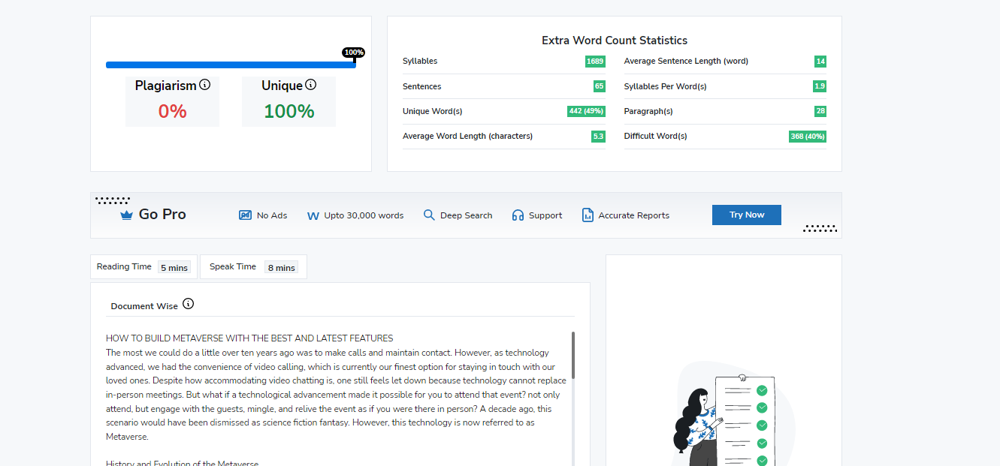 100%
Plagiarism
0%
Unique
100%
Extra Word Count Statistics
Syllables 1689
Sentences 65
Unique Word(s) 442 (49%)
Average Word Length (characters) 5.3
Average Sentence Length (word) 14
Syllables Per Word(s) 1.9
Paragraph(s) 28
Difficult Word(s) 368 (40%)
Go Pro
Ad No Ads
W Upto 30,000 words
Deep Search
Support
Accurate Reports
Try Now
Reading Time 5 mins
Speak Time 8 mins
Document Wise
HOW TO BUILD METAVERSE WITH THE BEST AND LATEST FEATURES
The most we could do a little over ten years ago was to make calls and maintain contact. However, as technology
advanced, we had the convenience of video calling, which is currently our finest option for staying in touch with our
loved ones. Despite how accommodating video chatting is, one still feels let down because technology cannot replace
in-person meetings. But what if a technological advancement made it possible for you to attend that event? not only
attend, but engage with the guests, mingle, and relive the event as if you were there in person? A decade ago, this
scenario would have been dismissed as science fiction fantasy. However, this technology is now referred to as
Metaverse.
History and Evolution of the Metaverse